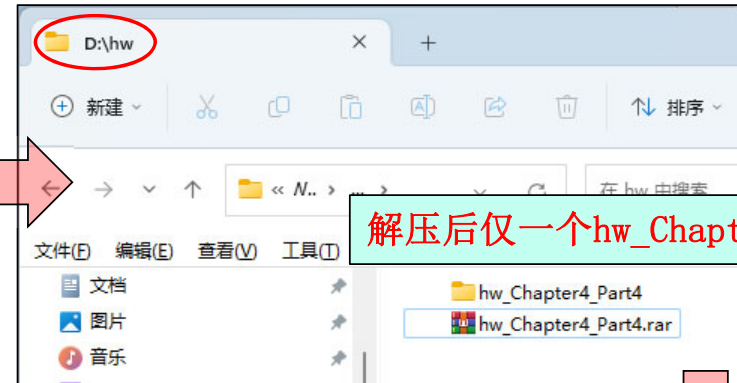 D:\hw
新建
排序
« N.. › ... ›
在 hw 中搜索
解压后仅一个hw_Chapt
文件(F) 编辑(E) 查看(V) 工具(T)
文档
hw_Chapter4_Part4
图片
hw_Chapter4_Part4.rar
音乐